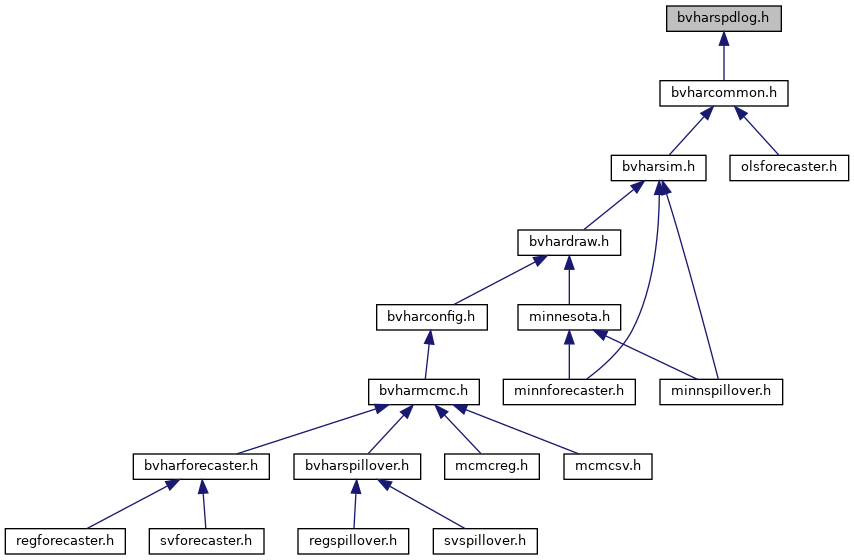 bvharspdlog.h
bvharcommon.h
bvharsim.h
olsforecaster.h
bvhardraw.h
bvharconfig.h
minnesota.h
bvharmcmc.h
minnforecaster.h
minnspillover.h
bvharforecaster.h
bvharspillover.h
mcmcreg.h
mcmcsv.h
regforecaster.h
svforecaster.h
regspillover.h
svspillover.h